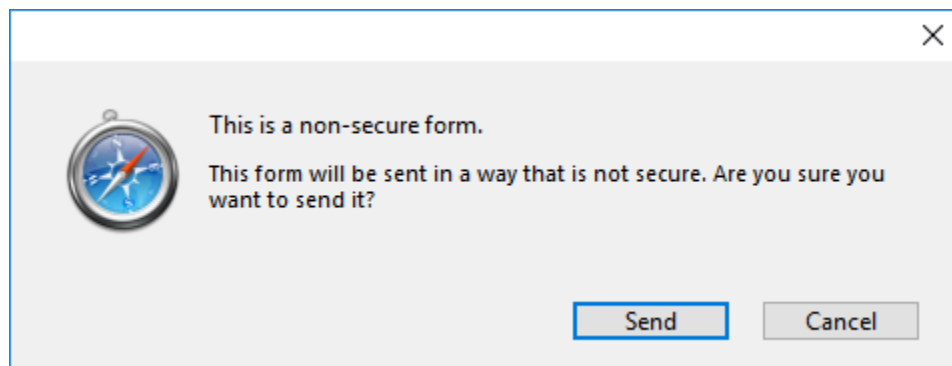 This is a non-secure form.
This form will be sent in a way that is not secure. Are you sure you
want to send it?
Send
Cancel